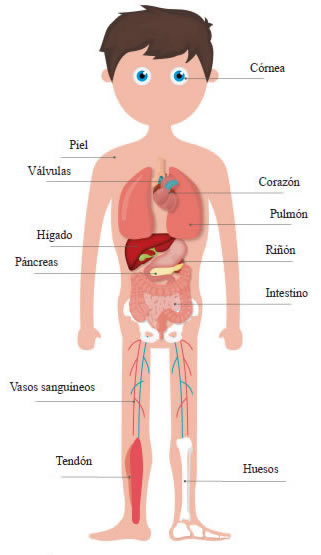 Córnea
Piel
Válvulas
Corazón
Pulmón
Hígado
Riñón
Páncreas
Intestino
Vasos sanguíneos
Tendón
Huesos